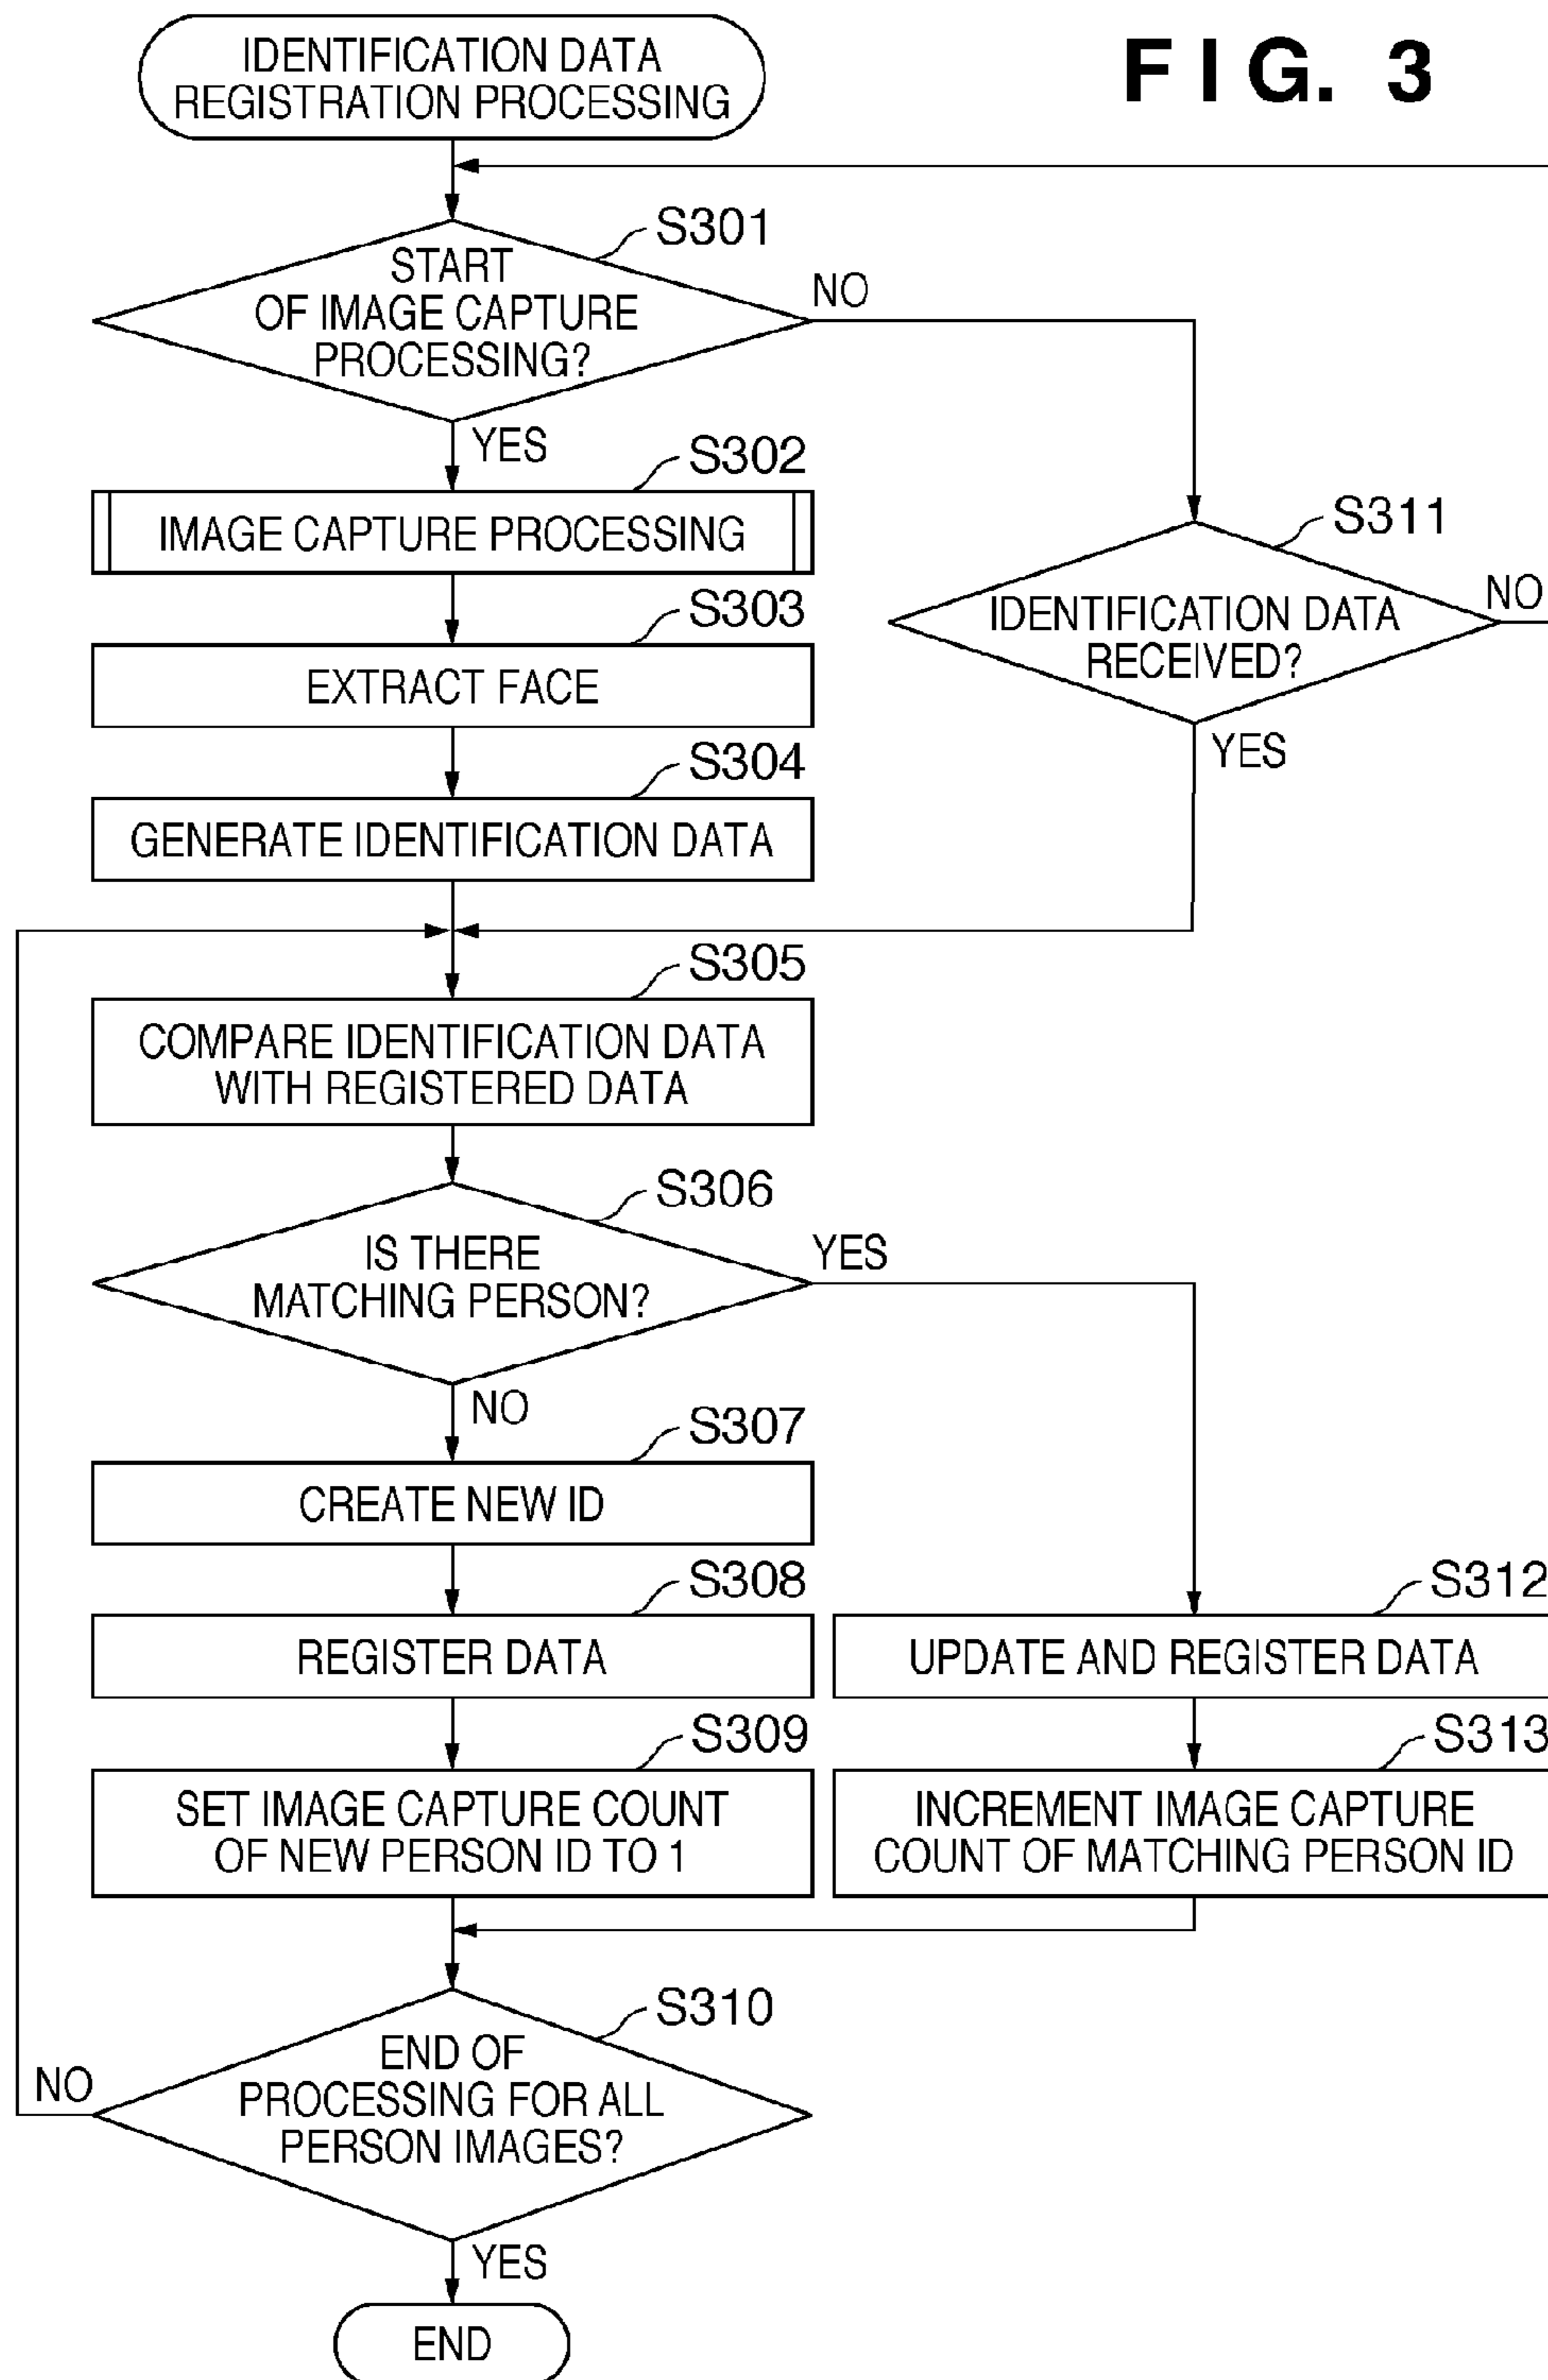 IDENTIFICATION DATA
REGISTRATION PROCESSING
FIG. 3
S301
START
OF IMAGE CAPTURE
PROCESSING?
NO
YES
S302
IMAGE CAPTURE PROCESSING
S311
IDENTIFICATION DATA
RECEIVED?
NO
YES
S303
EXTRACT FACE
S304
GENERATE IDENTIFICATION DATA
S305
COMPARE IDENTIFICATION DATA
WITH REGISTERED DATA
S306
IS THERE
MATCHING PERSON?
YES
NO
S307
CREATE NEW ID
S308
REGISTER DATA
S312
UPDATE AND REGISTER DATA
S309
SET IMAGE CAPTURE COUNT
OF NEW PERSON ID TO 1
S313
INCREMENT IMAGE CAPTURE
COUNT OF MATCHING PERSON ID
S310
END OF
PROCESSING FOR ALL
PERSON IMAGES?
NO
YES
END